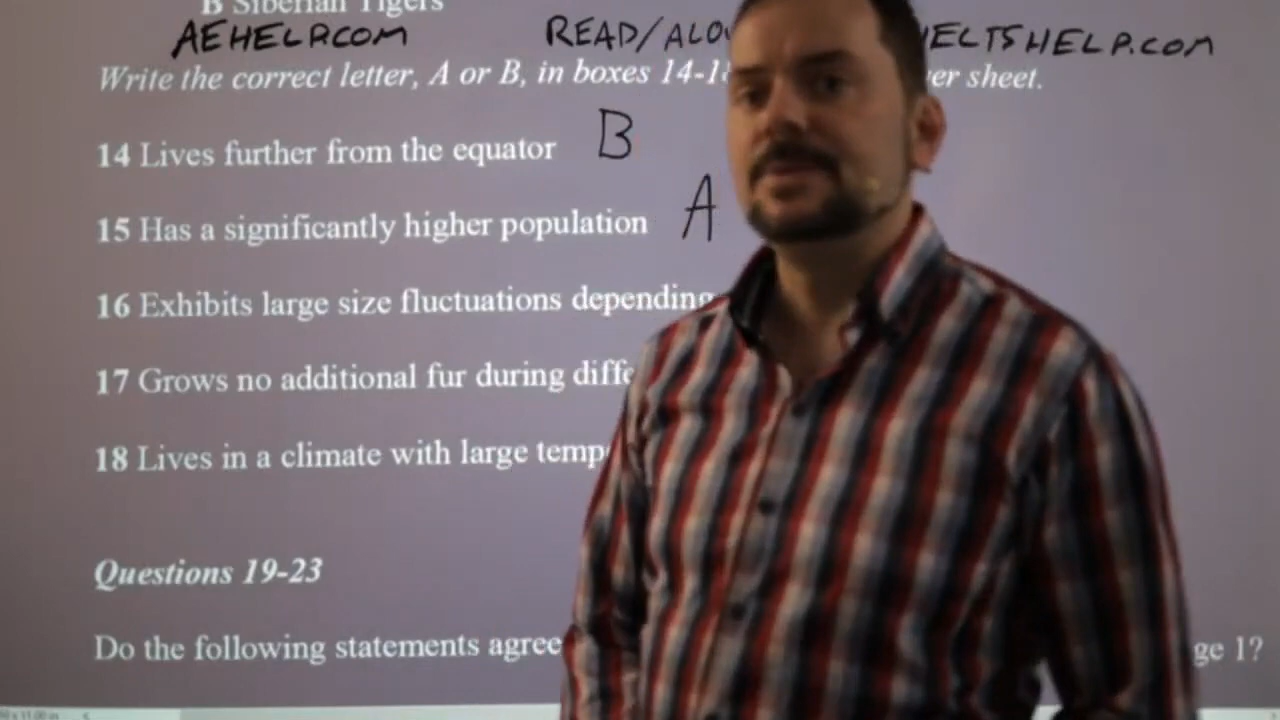 B Siberian Tigers
AEHELP.COM READ/ALO IELTSHELP.COM
Write the correct letter, A or B, in boxes 14-1 er sheet.
14 Lives further from the equator B
15 Has a significantly higher population A
16 Exhibits large size fluctuations depending
17 Grows no additional fur during diffe
18 Lives in a climate with large temp
Questions 19-23
Do the following statements agree ge 1?